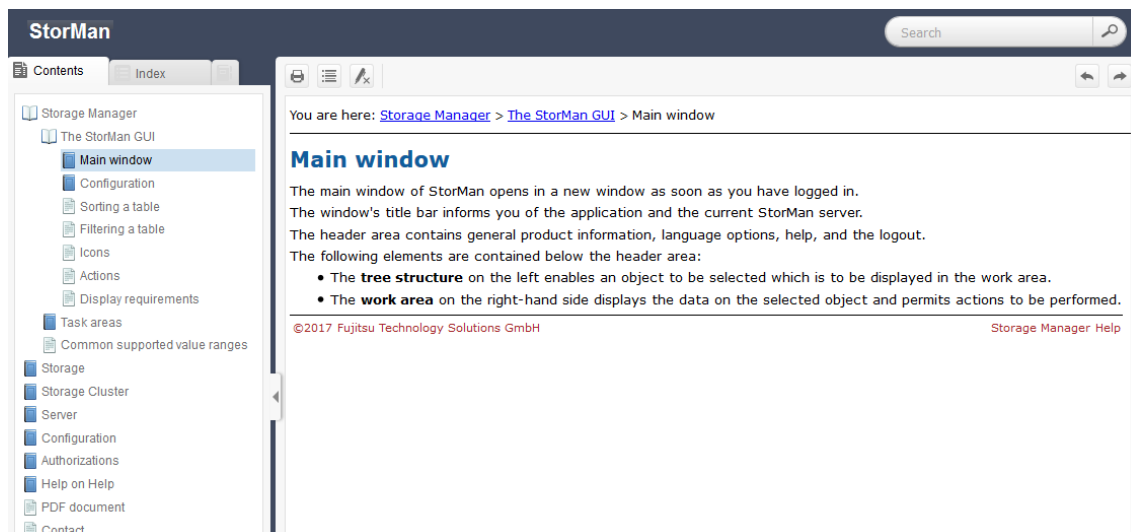 StorMan
Search
Contents
Index
Storage Manager
The StorMan GUI
Main window
Configuration
Sorting a table
Filtering a table
Icons
Actions
Display requirements
Task areas
Common supported value ranges
Storage
Storage Cluster
Server
Configuration
Authorizations
Help on Help
PDF document
Contact
You are here: Storage Manager > The StorMan GUI > Main window
Main window
The main window of StorMan opens in a new window as soon as you have logged in.
The window's title bar informs you of the application and the current StorMan server.
The header area contains general product information, language options, help, and the logout.
The following elements are contained below the header area:
• The tree structure on the left enables an object to be selected which is to be displayed in the work area.
• The work area on the right-hand side displays the data on the selected object and permits actions to be performed.
©2017 Fujitsu Technology Solutions GmbH
Storage Manager Help